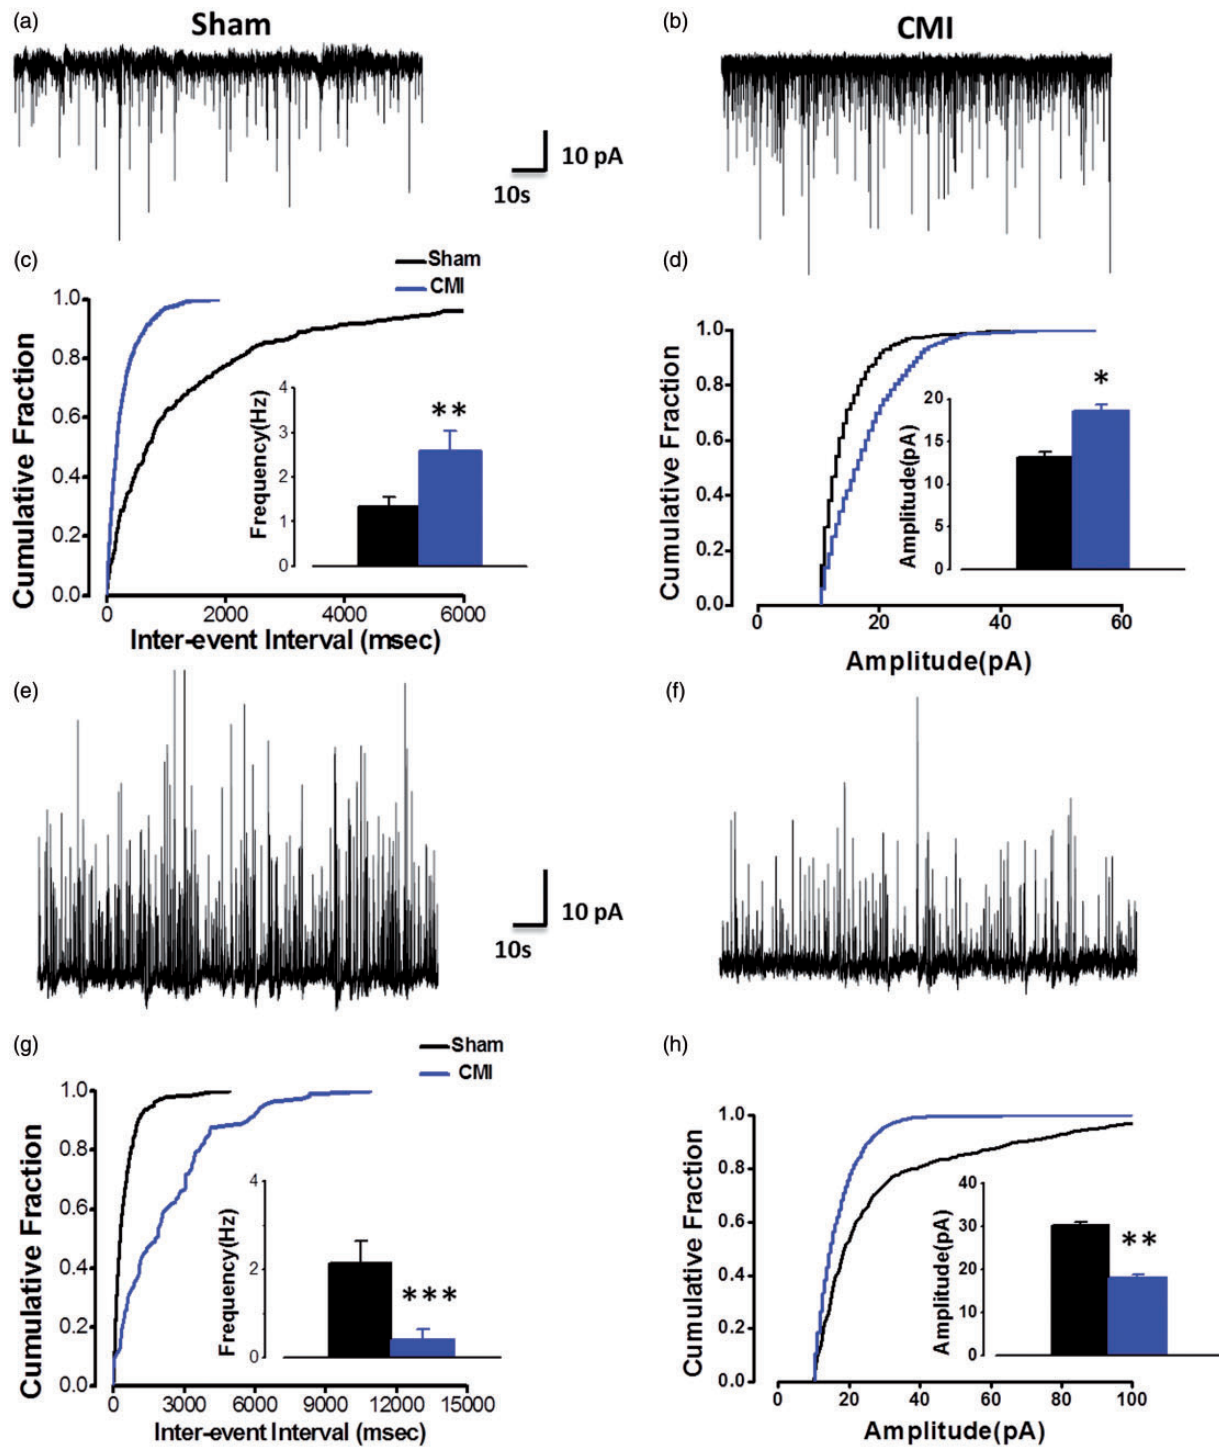 (a)
Sham
(b)
CMI
10 pA
10s
(c)
Sham
CMI
(d)
1.0
0.8
0.6
0.4
0.2
0.0
Cumulative Fraction
4
3
2
1
0
Frequency(Hz)
**
0
2000
4000
6000
Inter-event Interval (msec)
1.0
0.8
0.6
0.4
0.2
0.0
Cumulative Fraction
20
15
10
5
0
Amplitude(pA)
*
0
20
40
60
Amplitude(pA)
(e)
(f)
10 pA
10s
(g)
Sham
CMI
(h)
1.0
0.8
0.6
0.4
0.2
0.0
Cumulative Fraction
4
2
0
Frequency(Hz)
***
0
3000
6000
9000
12000
15000
Inter-event Interval (msec)
1.0
0.8
0.6
0.4
0.2
0.0
Cumulative Fraction
40
30
20
10
0
Amplitude(pA)
**
0
20
40
60
80
100
Amplitude(pA)